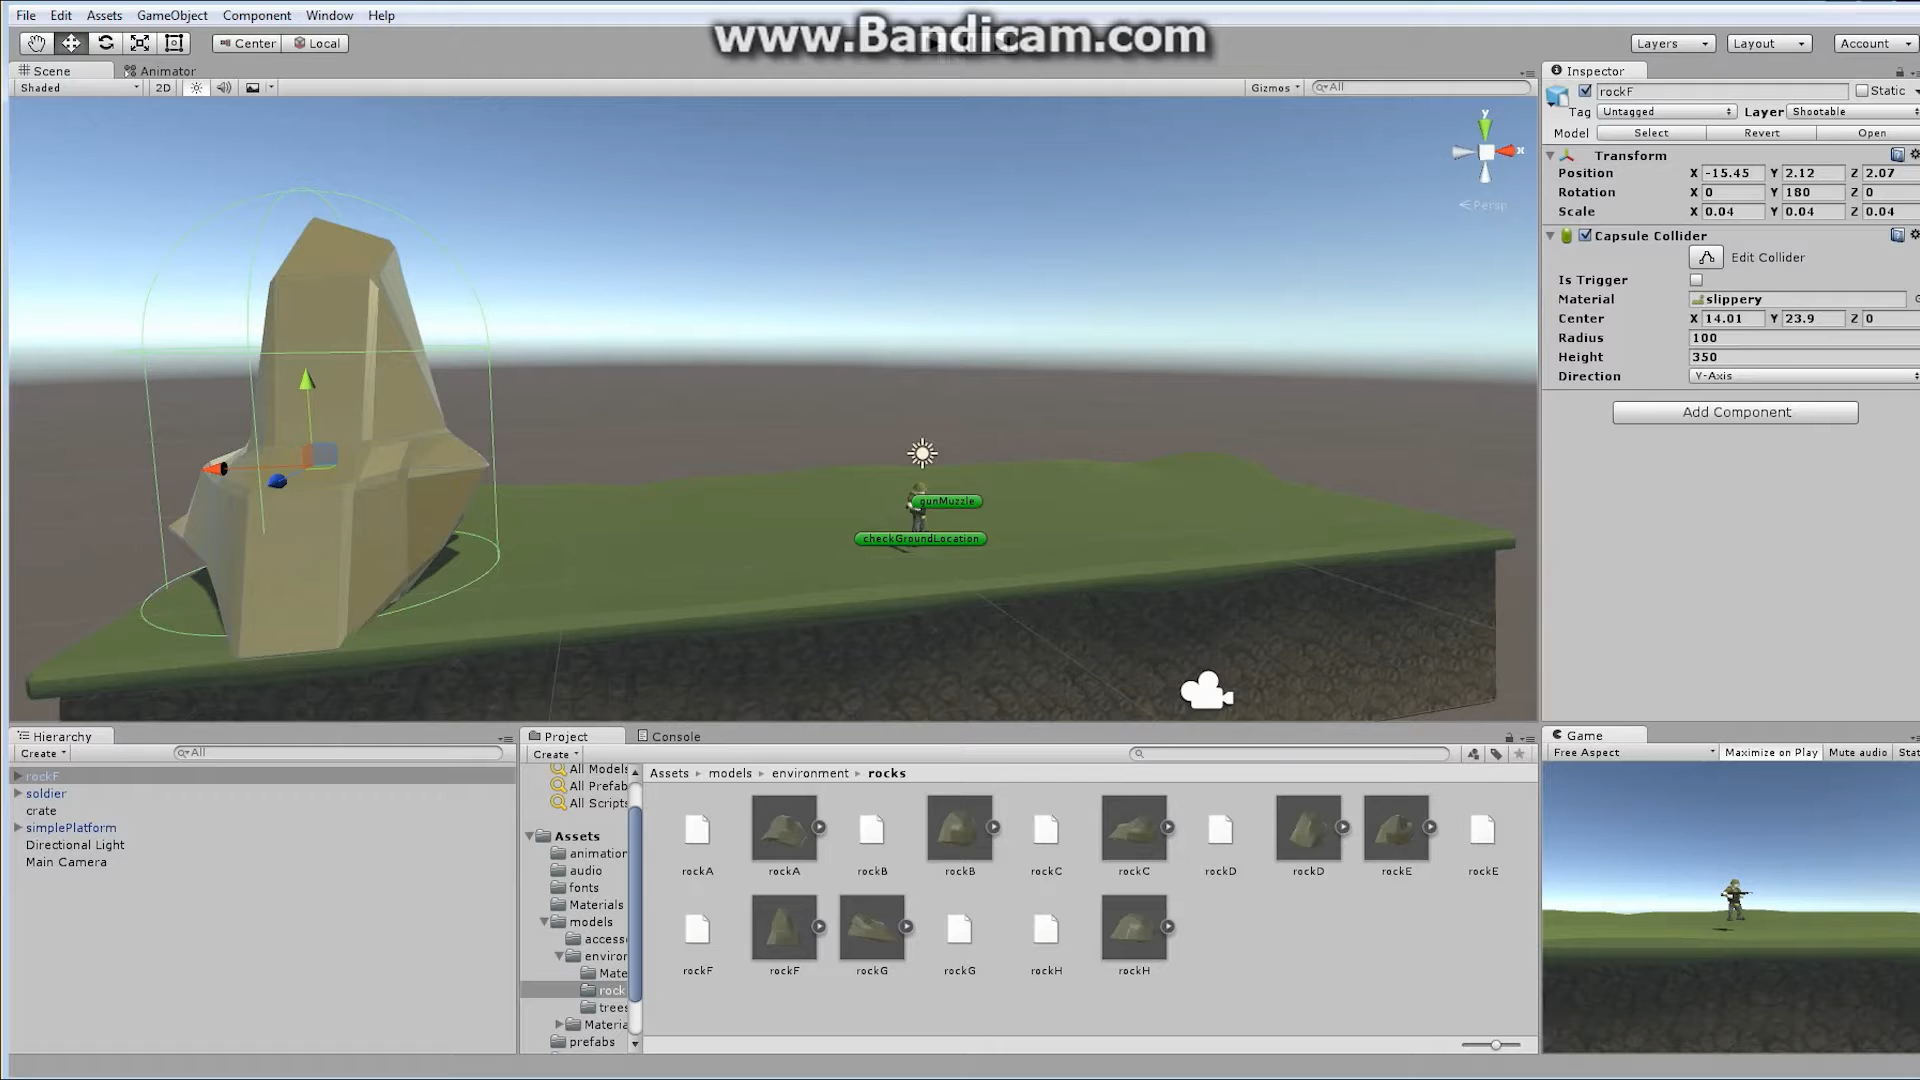 File Edit Assets GameObject Component Window Help
www.Bandicam.com
Center Local
Layers Layout Account
Scene Animator
Shaded 2D Gizmos All
y
x
Persp
gunMuzzle
checkGroundLocation
Inspector
rockF Static
Tag Untagged Layer Shootable
Model Select Revert Open
Transform
Position X -15.45 Y 2.12 Z 2.07
Rotation X 0 Y 180 Z 0
Scale X 0.04 Y 0.04 Z 0.04
Capsule Collider
Edit Collider
Is Trigger
Material slippery
Center X 14.01 Y 23.9 Z 0
Radius 100
Height 350
Direction Y-Axis
Add Component
Hierarchy
Create All
rockF
soldier
crate
simplePlatform
Directional Light
Main Camera
Project Console
Create
All Models
All Prefab
All Scripts
Assets
animation
audio
fonts
Materials
models
access
enviror
Mate
rock
trees
Materia
prefabs
Assets models environment rocks
rockA rockA rockB rockB rockC rockC rockD rockD rockE rockE
rockF rockF rockG rockG rockH rockH
Game
Free Aspect Maximize on Play Mute audio Stat